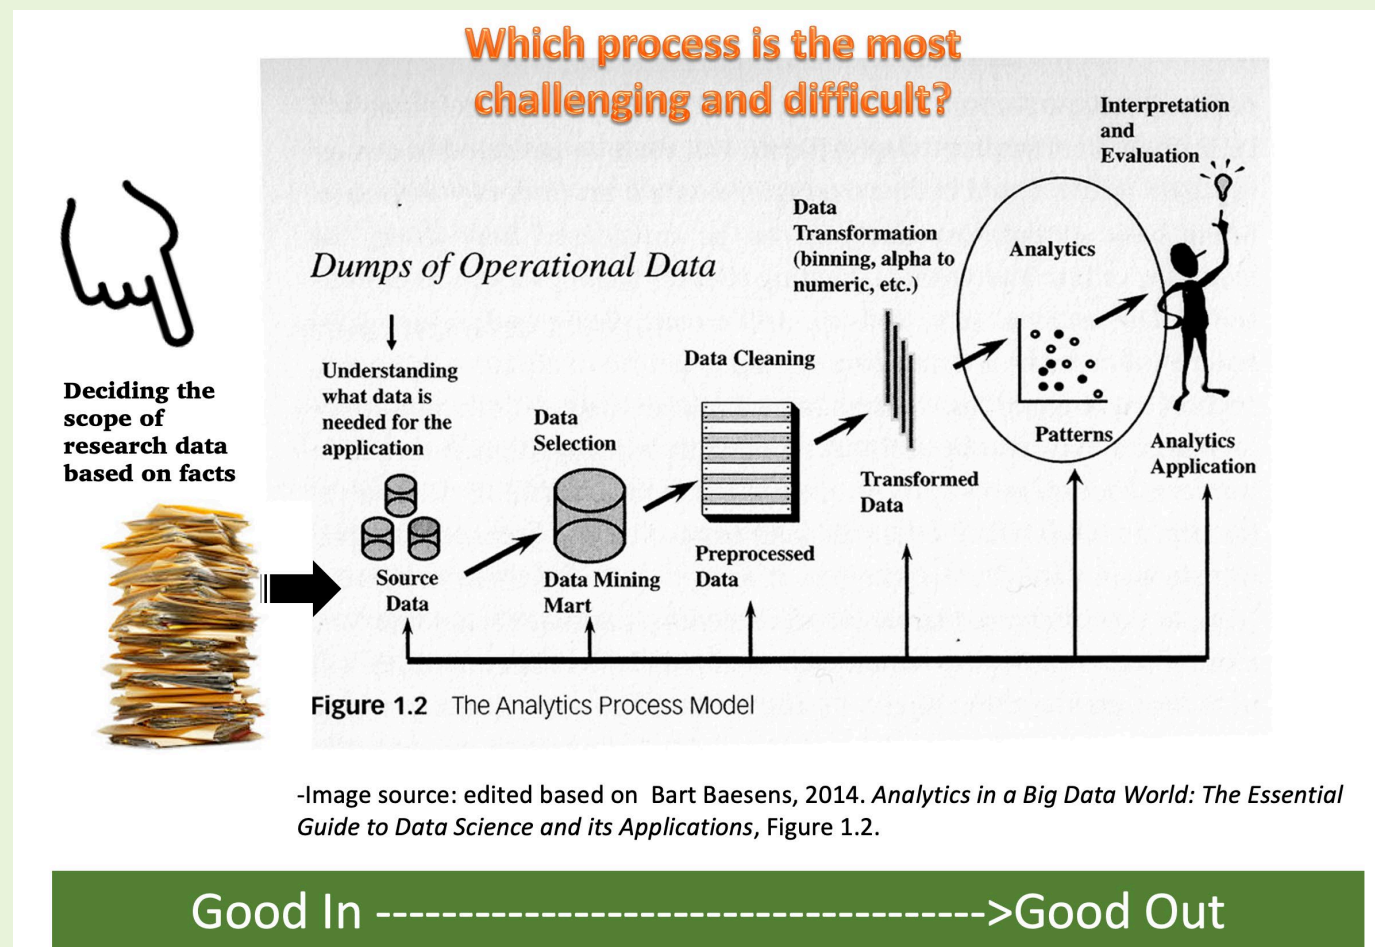 Which process is the most
challenging and difficult?
Interpretation
and
Evaluation
Data
Transformation
(binning, alpha to
numeric, etc.)
Analytics
Dumps of Operational Data
Data Cleaning
Understanding
what data is
needed for the
application
Data
Selection
Deciding the
scope of
research data
based on facts
Patterns
Analytics
Application
Transformed
Data
Preprocessed
Data
Source
Data
Data Mining
Mart
Figure 1.2 The Analytics Process Model
-Image source: edited based on Bart Baesens, 2014. Analytics in a Big Data World: The Essential
Guide to Data Science and its Applications, Figure 1.2.
Good In ------------------------------------->Good Out